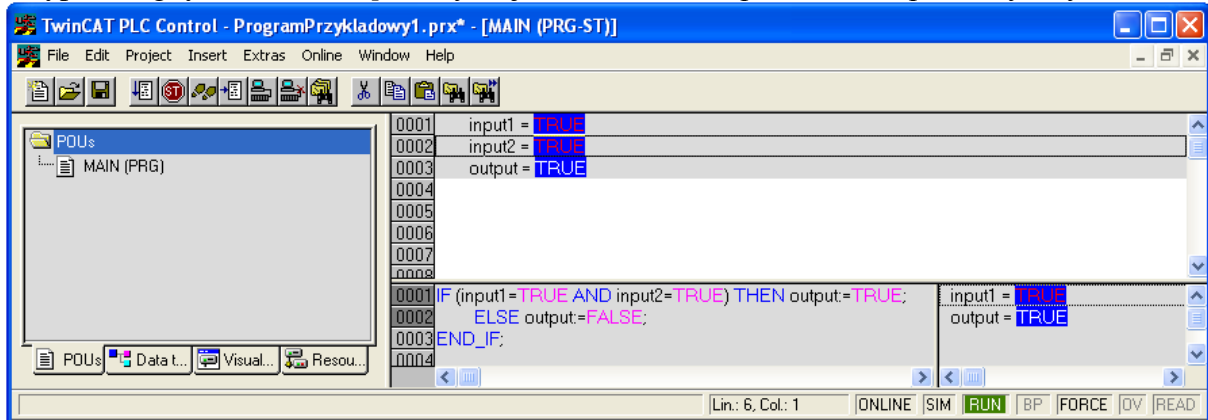 TwinCAT PLC Control - ProgramPrzykladowy1.prx* - [MAIN (PRG-ST)]
File Edit Project Insert Extras Online Window Help
POUs
MAIN (PRG)
0001 input1 = TRUE
0002 input2 = TRUE
0003 output = TRUE
0004
0005
0006
0007
0008
0001 IF (input1=TRUE AND input2=TRUE) THEN output:=TRUE;
0002 ELSE output:=FALSE;
0003 END_IF;
0004
input1 = TRUE
output = TRUE
POUs Data t... Visual... Resou...
Lin.: 6, Col.: 1 ONLINE SIM RUN BP FORCE OV READ